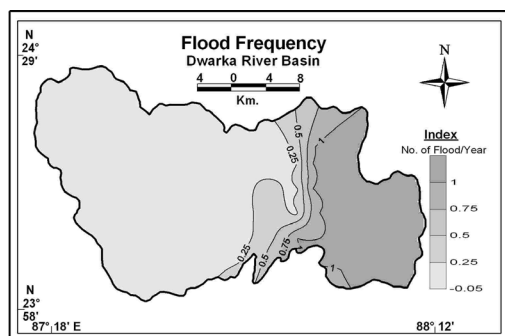 Flood Frequency
Dwarka River Basin
4 0 4 8
Km.
N
24°
29'
N
Index
No. of Flood/Year
1
0.75
0.5
0.25
-0.05
0.5
0.25
1
0.25
0.5
0.75
1
1
N
23°
58'
87° 18' E
88° 12'